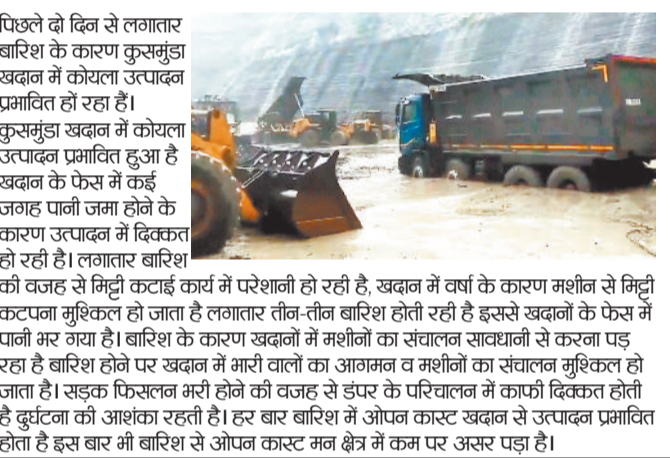 पिछले दो दिन से लगातार
बारिश के कारण कुसमुंडा
खदान में कोयला उत्पादन
प्रभावित हों रहा हैं।
कुसमुंडा खदान में कोयला
उत्पादन प्रभावित हुआ है
खदान के फेस में कई
जगह पानी जमा होने के
कारण उत्पादन में दिक्कत
हो रही है। लगातार बारिश
की वजह से मिट्टी कटाई कार्य में परेशानी हो रही है, खदान में वर्षा के कारण मशीन से मिट्टी
कटपना मुश्किल हो जाता है लगातार तीन-तीन बारिश होती रही है इससे खदानों के फेस में
पानी भर गया है। बारिश के कारण खदानों में मशीनों का संचालन सावधानी से करना पड़
रहा है बारिश होने पर खदान में भारी वालों का आगमन व मशीनों का संचालन मुश्किल हो
जाता है। सड़क फिसलन भरी होने की वजह से डंपर के परिचालन में काफी दिक्कत होती
है दुर्घटना की आशंका रहती है। हर बार बारिश में ओपन कास्ट खदान से उत्पादन प्रभावित
होता है इस बार भी बारिश से ओपन कास्ट मन क्षेत्र में कम पर असर पड़ा है।